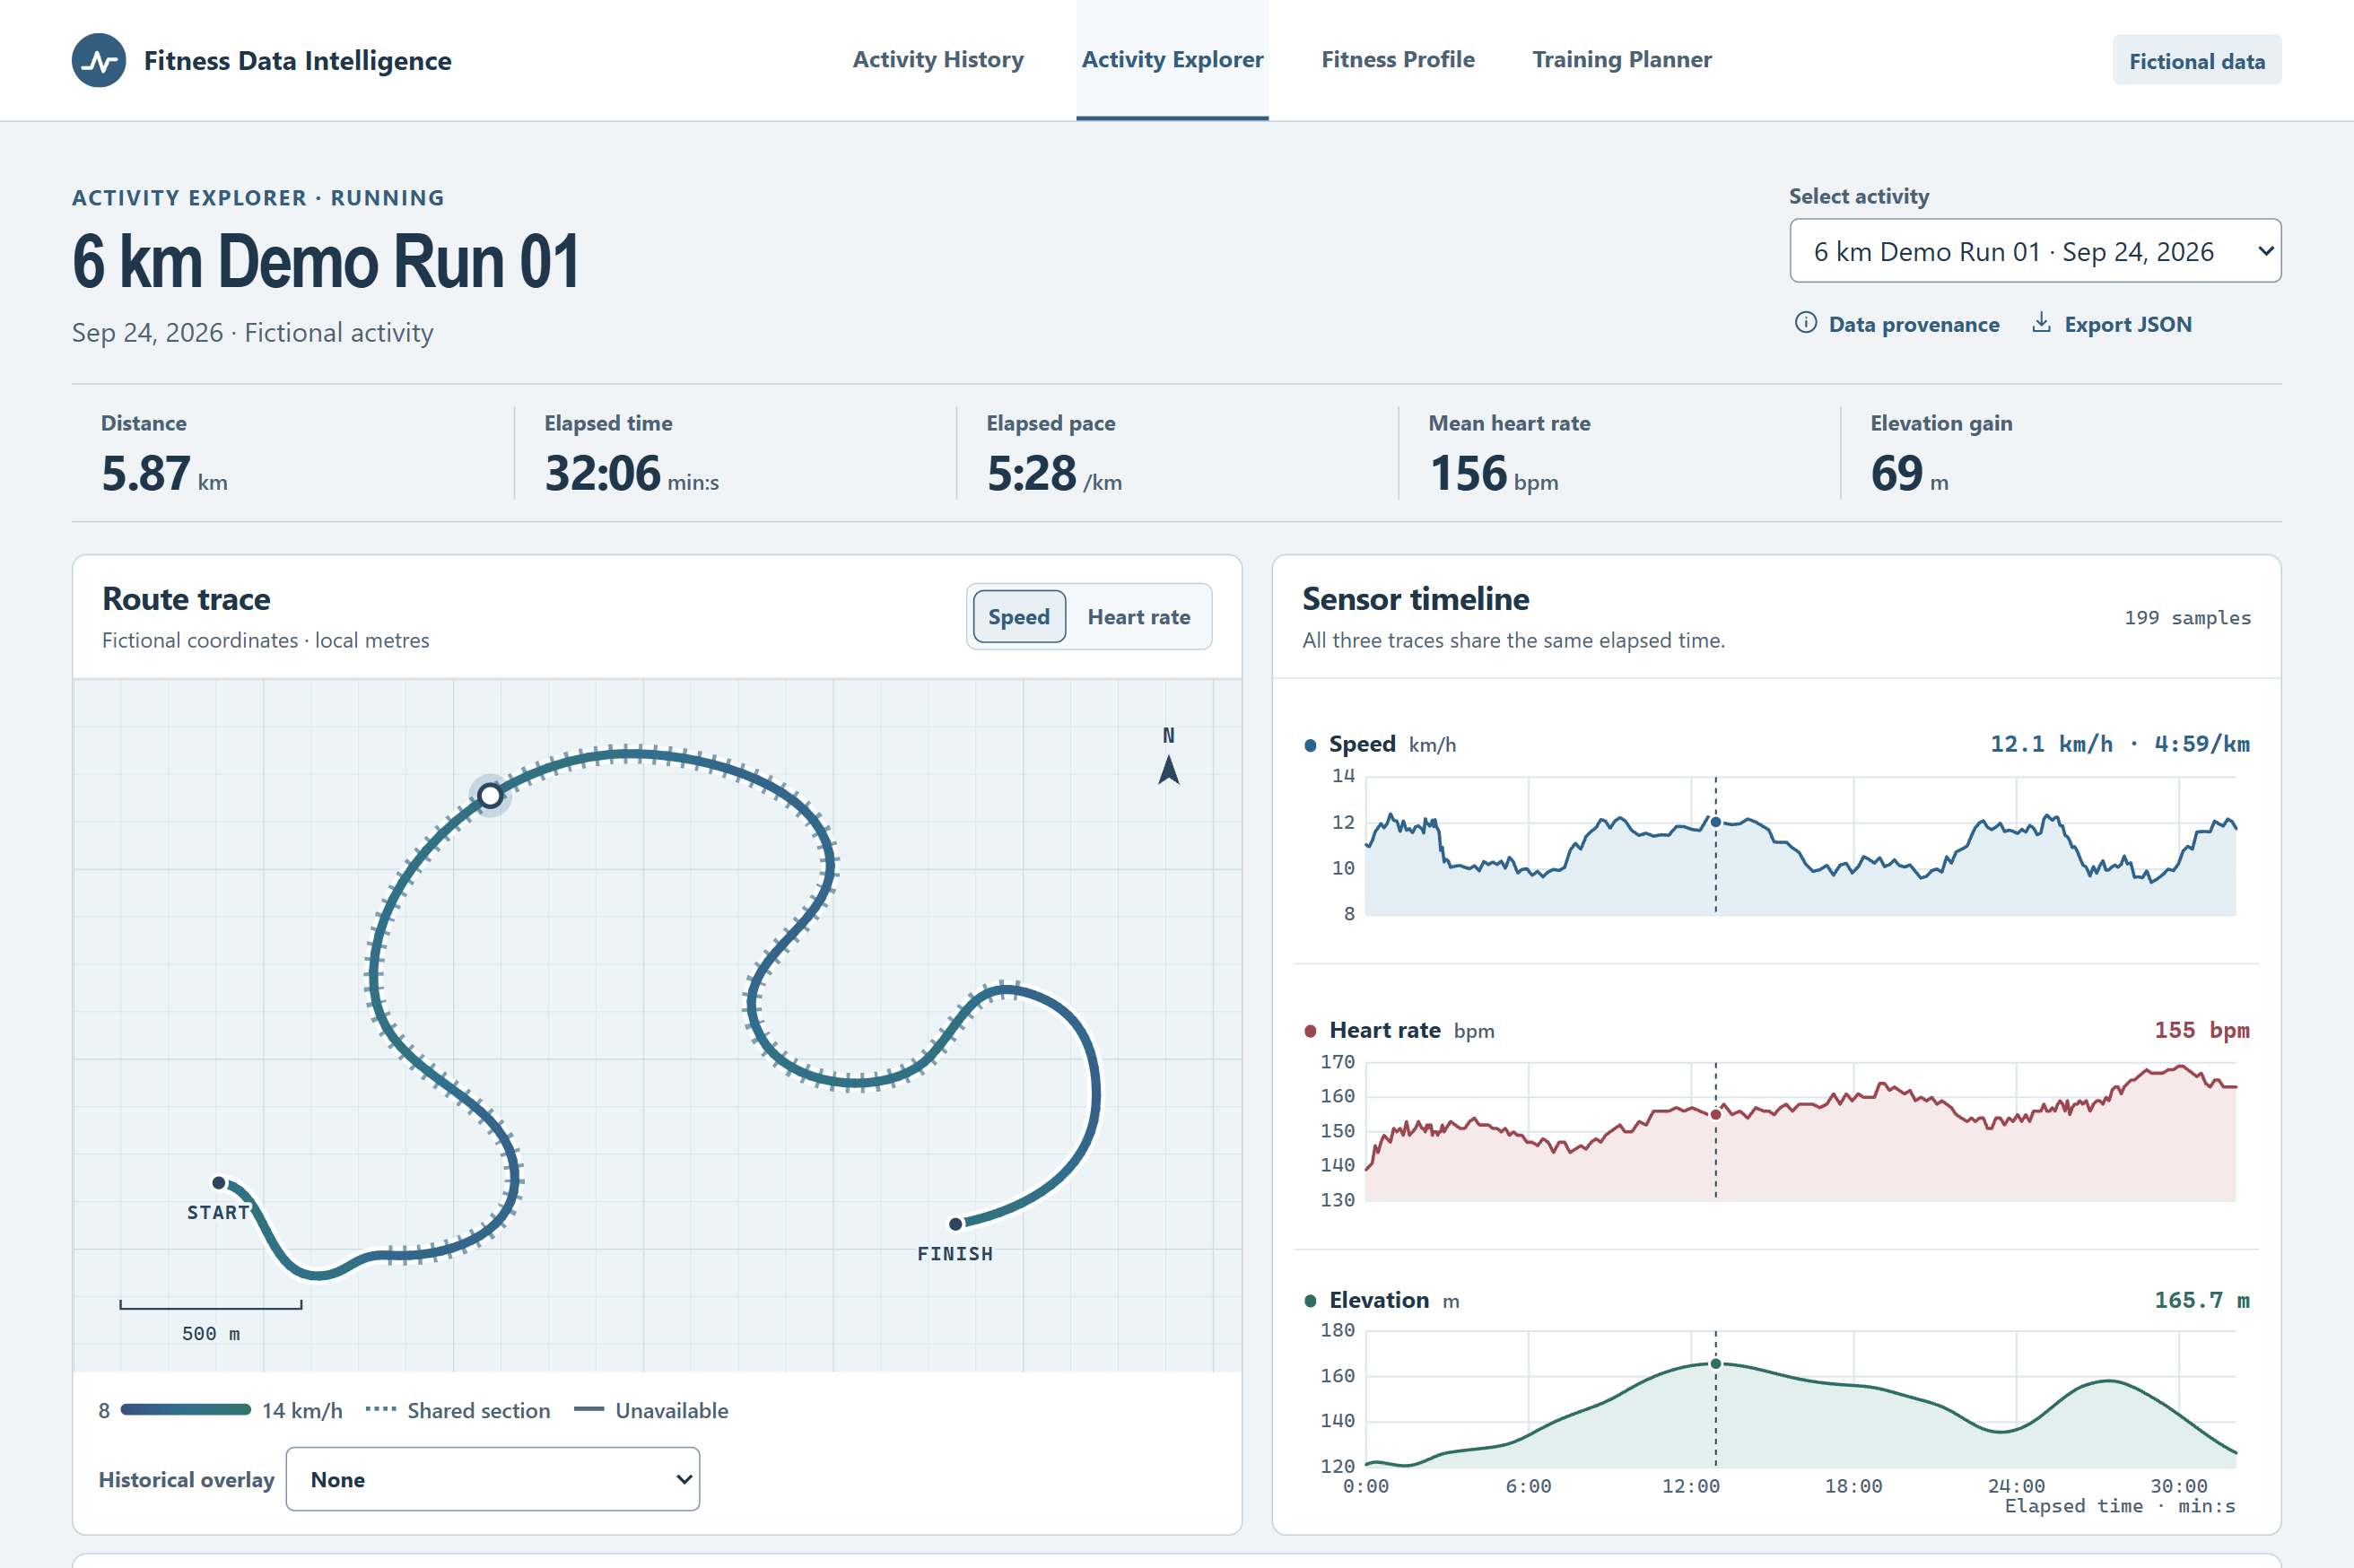 Fitness Data Intelligence
Activity History
Activity Explorer
Fitness Profile
Training Planner
Fictional data
ACTIVITY EXPLORER · RUNNING
6 km Demo Run 01
Sep 24, 2026 · Fictional activity
Select activity
6 km Demo Run 01 · Sep 24, 2026
Data provenance
Export JSON
Distance
5.87 km
Elapsed time
32:06 min:s
Elapsed pace
5:28 /km
Mean heart rate
156 bpm
Elevation gain
69 m
Route trace
Fictional coordinates · local metres
Speed
Heart rate
N
START
FINISH
500 m
8
14 km/h
Shared section
Unavailable
Historical overlay
None
Sensor timeline
All three traces share the same elapsed time.
199 samples
Speed km/h
12.1 km/h · 4:59/km
14
12
10
8
Heart rate bpm
155 bpm
170
160
150
140
130
Elevation m
165.7 m
180
160
140
120
0:00 6:00 12:00 18:00 24:00 30:00
Elapsed time · min:s